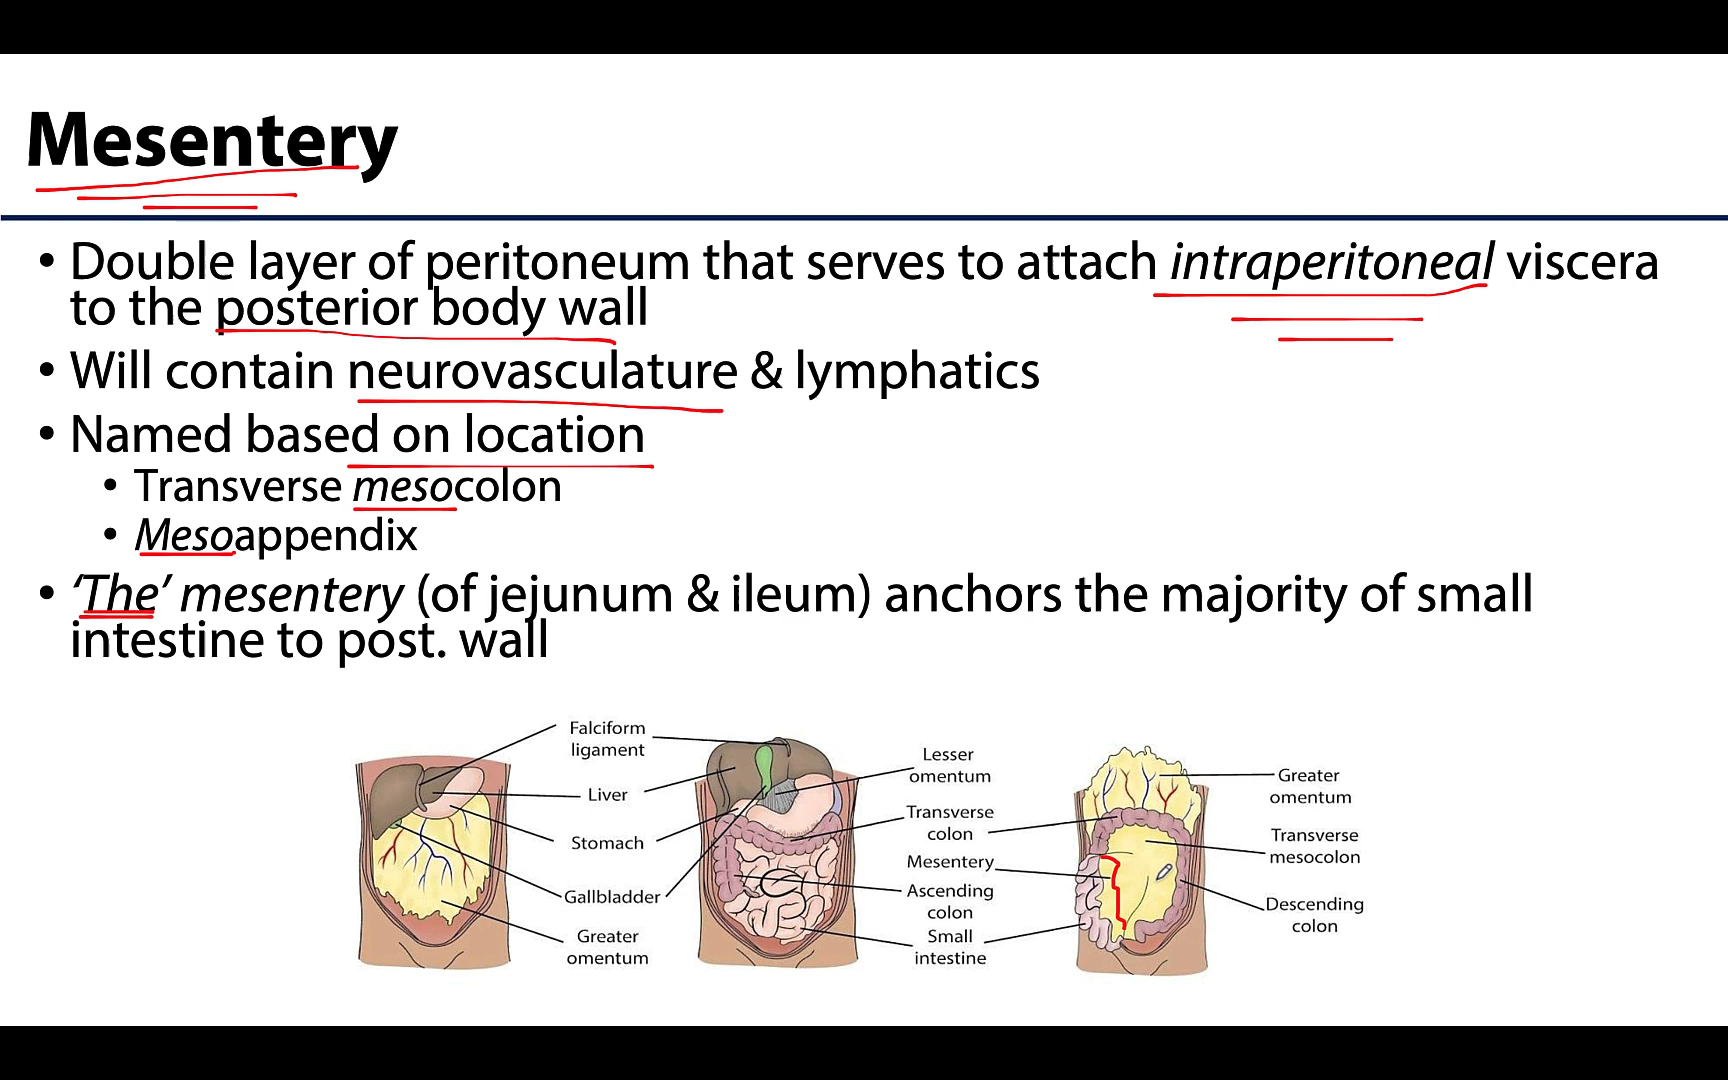 Mesentery
• Double layer of peritoneum that serves to attach intraperitoneal viscera
to the posterior body wall
• Will contain neurovasculature & lymphatics
• Named based on location
• Transverse mesocolon
• Mesoappendix
• ‘The’ mesentery (of jejunum & ileum) anchors the majority of small
intestine to post. wall
Falciform
ligament
Liver
Stomach
Gallbladder
Greater
omentum
Lesser
omentum
Transverse
colon
Mesentery
Ascending
colon
Small
intestine
Greater
omentum
Transverse
mesocolon
Descending
colon